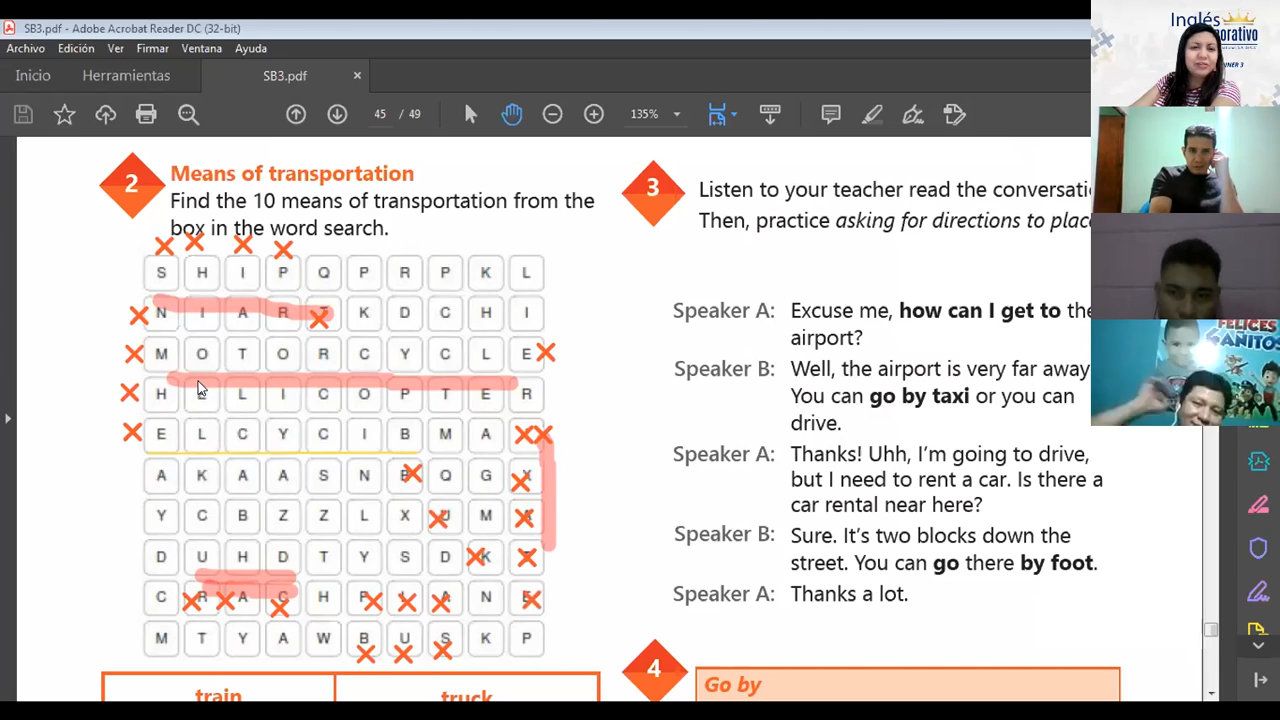 SB3.pdf - Adobe Acrobat Reader DC (32-bit)
Archivo Edición Ver Firmar Ventana Ayuda
Inicio Herramientas SB3.pdf ×
45 / 49 135%
2 Means of transportation
Find the 10 means of transportation from the
box in the word search.
S H I P Q P R P K L
N I A R T K D C H I
M O T O R C Y C L E
H E L I C O P T E R
E L C Y C I B M A
A K A A S N B Q G X
Y C B Z Z L X U M A
D U H D T Y S D K T
C R A C H P L A N E
M T Y A W B U S K P
train truck
3 Listen to your teacher read the conversati
Then, practice asking for directions to place
Speaker A: Excuse me, how can I get to the
airport?
Speaker B: Well, the airport is very far away
You can go by taxi or you can
drive.
Speaker A: Thanks! Uhh, I'm going to drive,
but I need to rent a car. Is there a
car rental near here?
Speaker B: Sure. It's two blocks down the
street. You can go there by foot.
Speaker A: Thanks a lot.
4 Go by
Inglés
orativo
NNER 3
FELICES
6 AÑITOS